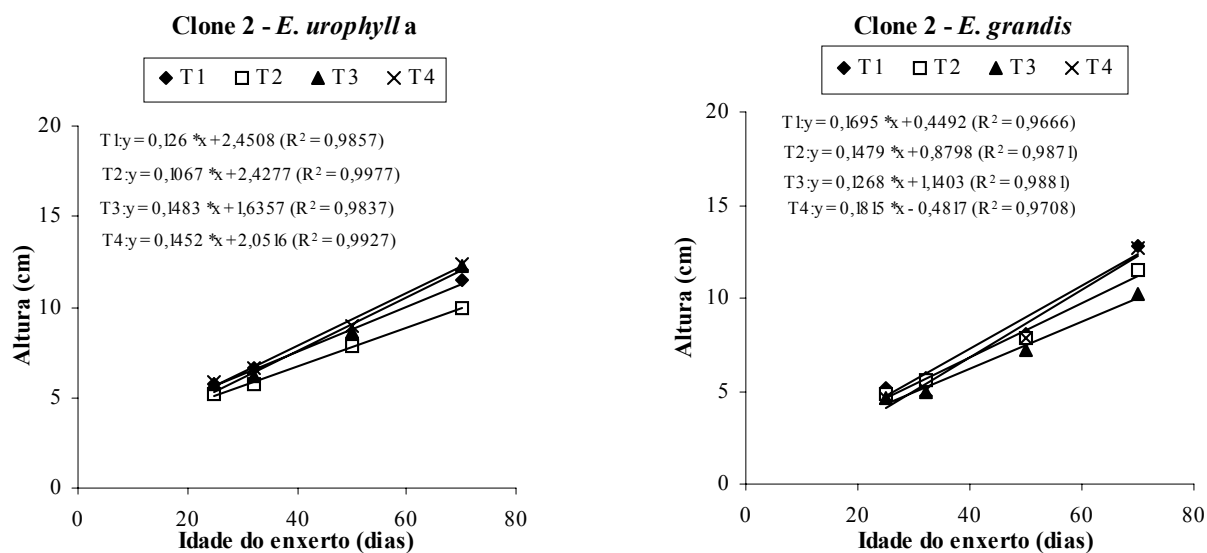 Clone 2 - E. urophyll a
T1 T2 T3 T4
T1:y = 0,126 *x + 2,4508 (R² = 0,9857)
T2:y = 0,1067 *x + 2,4277 (R² = 0,9977)
T3:y = 0,1483 *x + 1,6357 (R² = 0,9837)
T4:y = 0,1452 *x + 2,0516 (R² = 0,9927)
Altura (cm)
20
15
10
5
0
0 20 40 60 80
Idade do enxerto (dias)
Clone 2 - E. grandis
T1 T2 T3 T4
T1:y = 0,1695 *x + 0,4492 (R² = 0,9666)
T2:y = 0,1479 *x + 0,8798 (R² = 0,9871)
T3:y = 0,1268 *x + 1,1403 (R² = 0,9881)
T4:y = 0,1815 *x - 0,4817 (R² = 0,9708)
Altura (cm)
20
15
10
5
0
0 20 40 60 80
Idade do enxerto (dias)